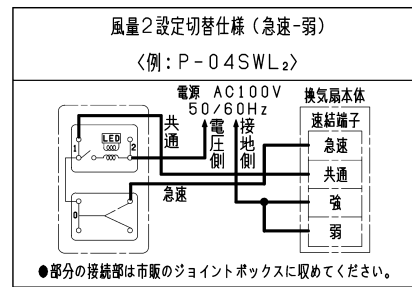 風量2設定切替仕様（急速-弱）
〈例：P-04SWL₂〉
電源 AC100V
50/60Hz
換気扇本体
速結端子
急速
共通
強
弱
共通
電圧側
接地側
LED
1
2
急速
0
●部分の接続部は市販のジョイントボックスに収めてください。